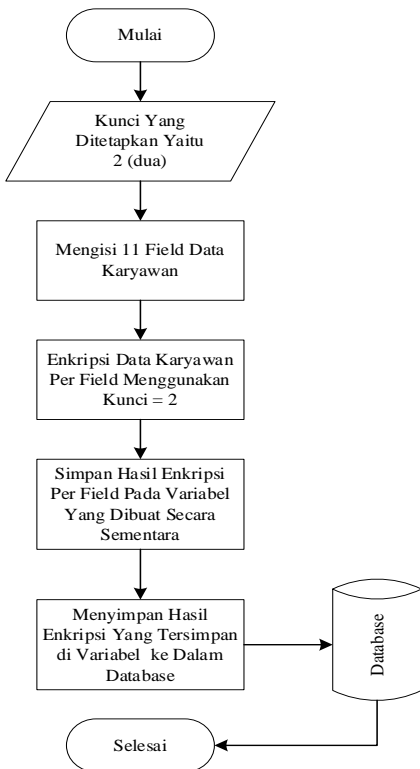 Mulai
Kunci Yang
Ditetapkan Yaitu
2 (dua)
Mengisi 11 Field Data
Karyawan
Enkripsi Data Karyawan
Per Field Menggunakan
Kunci = 2
Simpan Hasil Enkripsi
Per Field Pada Variabel
Yang Dibuat Secara
Sementara
Menyimpan Hasil
Enkripsi Yang Tersimpan
di Variabel ke Dalam
Database
Database
Selesai